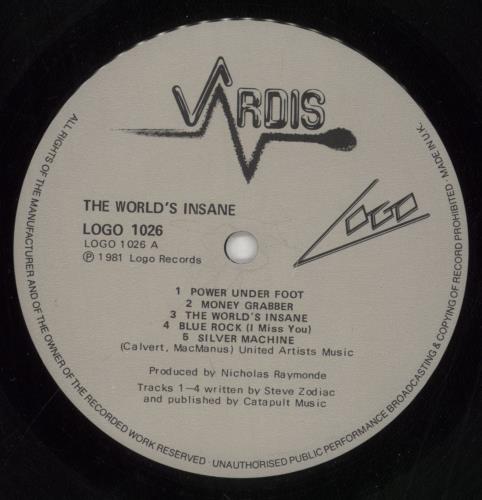 VARDIS
THE WORLD'S INSANE
LOGO 1026
LOGO 1026 A
Ⓟ 1981 Logo Records
LOGO
1 POWER UNDER FOOT
2 MONEY GRABBER
3 THE WORLD'S INSANE
4 BLUE ROCK (I Miss You)
5 SILVER MACHINE
(Calvert, MacManus) United Artists Music
Produced by Nicholas Raymonde
Tracks 1—4 written by Steve Zodiac
and published by Catapult Music
ALL RIGHTS OF THE MANUFACTURER AND OF THE OWNER OF THE RECORDED WORK RESERVED · UNAUTHORISED PUBLIC PERFORMANCE BROADCASTING & COPYING OF RECORD PROHIBITED · MADE IN U.K.